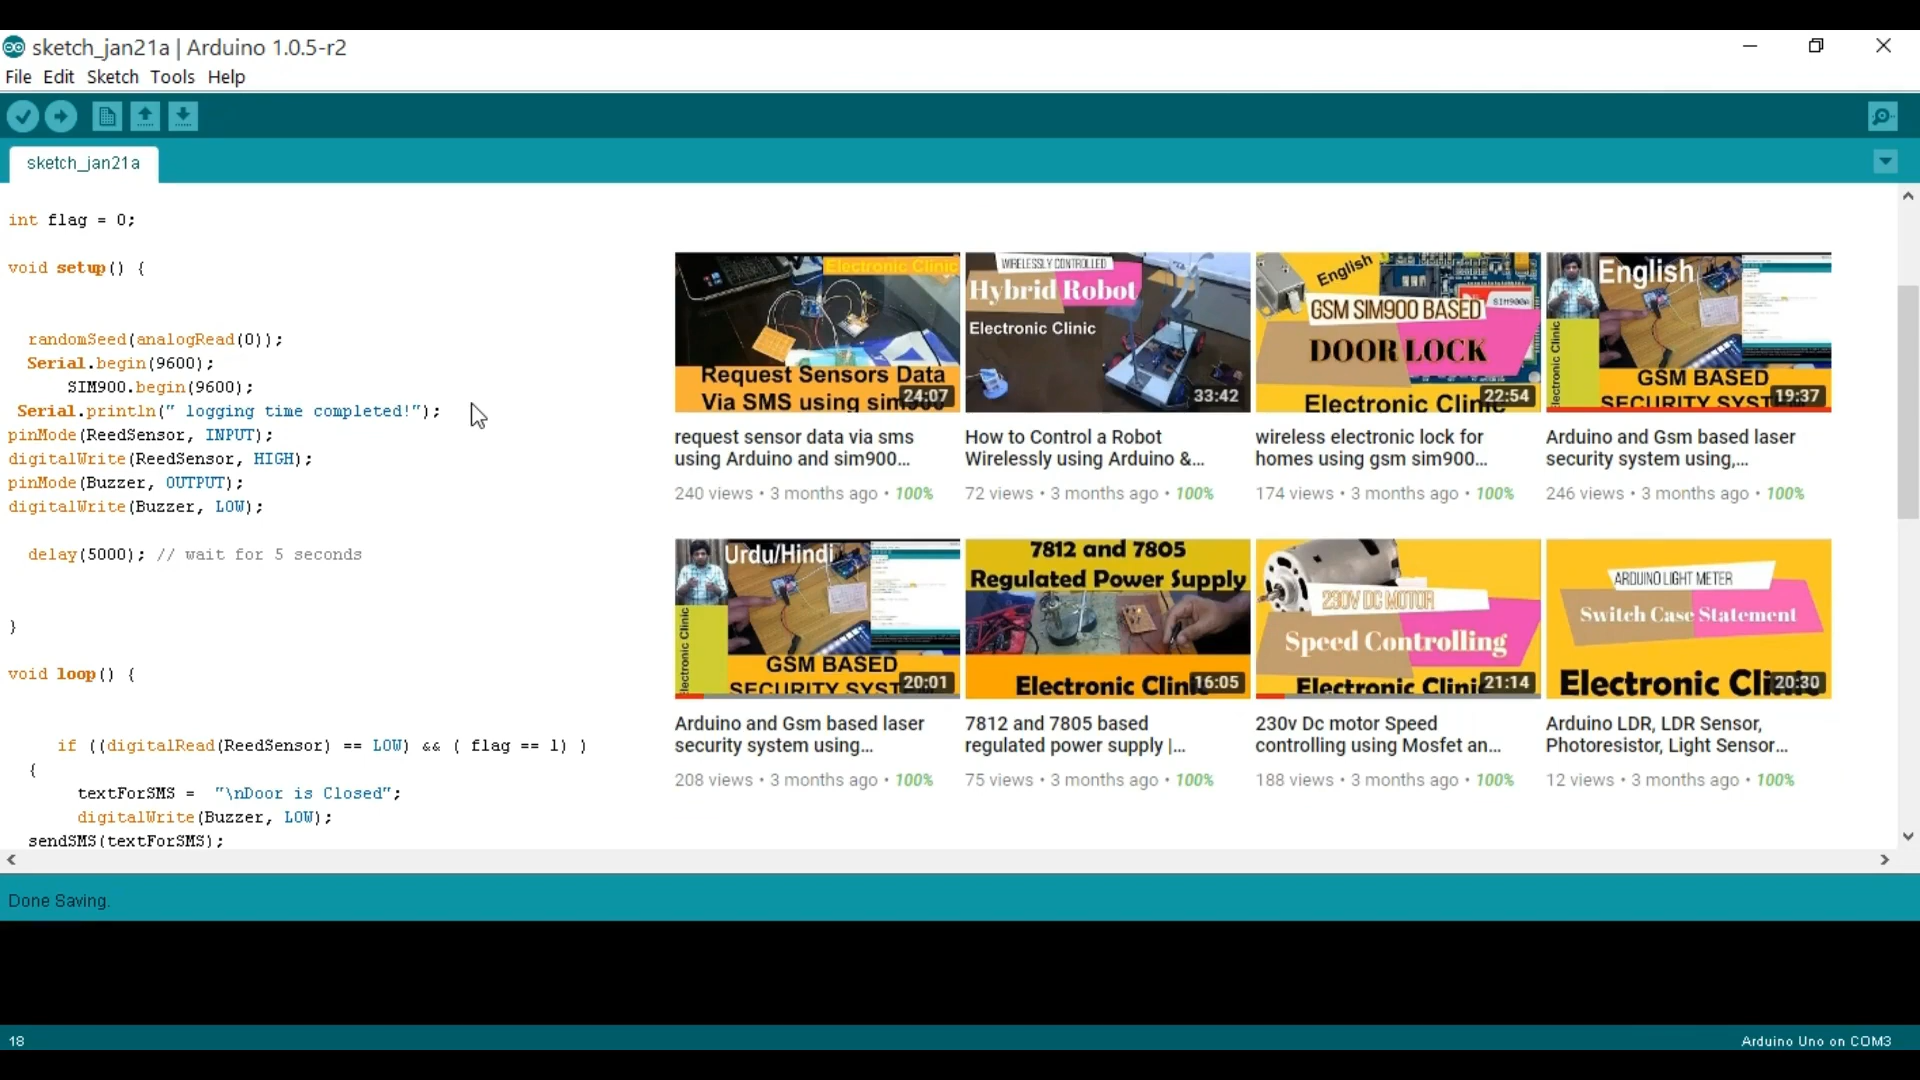 sketch_jan21a | Arduino 1.0.5-r2
File Edit Sketch Tools Help
sketch_jan21a
int flag = 0;
void setup() {
randomSeed(analogRead(0));
Serial.begin(9600);
SIM900.begin(9600);
Serial.println(" logging time completed!");
pinMode(ReedSensor, INPUT);
digitalWrite(ReedSensor, HIGH);
pinMode(Buzzer, OUTPUT);
digitalWrite(Buzzer, LOW);
delay(5000); // wait for 5 seconds
}
void loop() {
if ((digitalRead(ReedSensor) == LOW) && ( flag == 1) )
{
textForSMS =  "\nDoor is Closed";
digitalWrite(Buzzer, LOW);
sendSMS(textForSMS);
Electronic Clinic
Request Sensors Data
Via SMS using sim900
24:07
request sensor data via sms
using Arduino and sim900...
240 views • 3 months ago • 100%
WIRELESSLY CONTROLLED
Hybrid Robot
Electronic Clinic
33:42
How to Control a Robot
Wirelessly using Arduino &...
72 views • 3 months ago • 100%
English
GSM SIM900 BASED
SIM900A
DOOR LOCK
Electronic Clinic
22:54
wireless electronic lock for
homes using gsm sim900...
174 views • 3 months ago • 100%
English
Electronic Clinic
GSM BASED
SECURITY SYSTEM
19:37
Arduino and Gsm based laser
security system using,...
246 views • 3 months ago • 100%
Urdu/Hindi
Electronic Clinic
GSM BASED
SECURITY SYST
20:01
Arduino and Gsm based laser
security system using...
208 views • 3 months ago • 100%
7812 and 7805
Regulated Power Supply
Electronic Clinic
16:05
7812 and 7805 based
regulated power supply |...
75 views • 3 months ago • 100%
230V DC MOTOR
Speed Controlling
Electronic Clinic
21:14
230v Dc motor Speed
controlling using Mosfet an...
188 views • 3 months ago • 100%
ARDUINO LIGHT METER
Switch Case Statement
Electronic Clinic
20:30
Arduino LDR, LDR Sensor,
Photoresistor, Light Sensor...
12 views • 3 months ago • 100%
Done Saving.
18
Arduino Uno on COM3